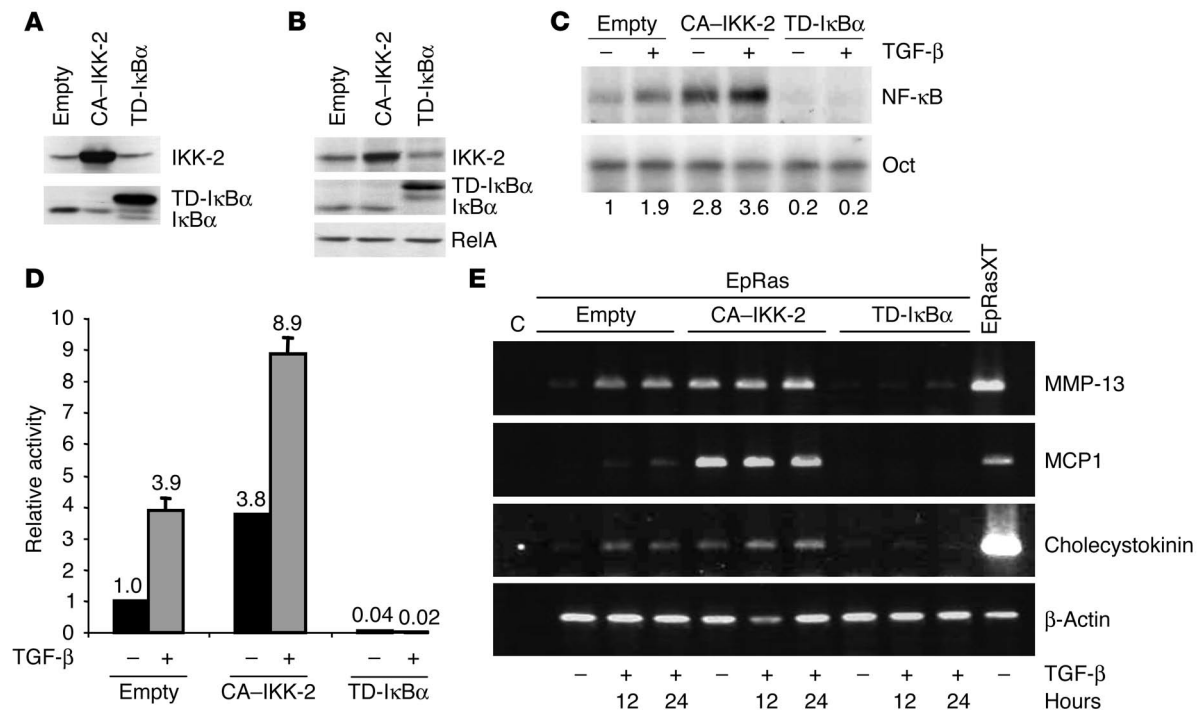 A
Empty
CA–IKK-2
TD-IκBα
IKK-2
TD-IκBα
IκBα
B
Empty
CA–IKK-2
TD-IκBα
IKK-2
TD-IκBα
IκBα
RelA
C
Empty CA–IKK-2 TD-IκBα
– + – + – + TGF-β
NF-κB
Oct
1 1.9 2.8 3.6 0.2 0.2
D
Relative activity
10
9
8
7
6
5
4
3
2
1
0
1.0 3.9 3.8 8.9 0.04 0.02
TGF-β – + – + – +
Empty CA–IKK-2 TD-IκBα
E
EpRas
EpRasXT
C Empty CA–IKK-2 TD-IκBα
MMP-13
MCP1
Cholecystokinin
β-Actin
– + + – + + – + + – TGF-β
12 24 12 24 12 24 Hours